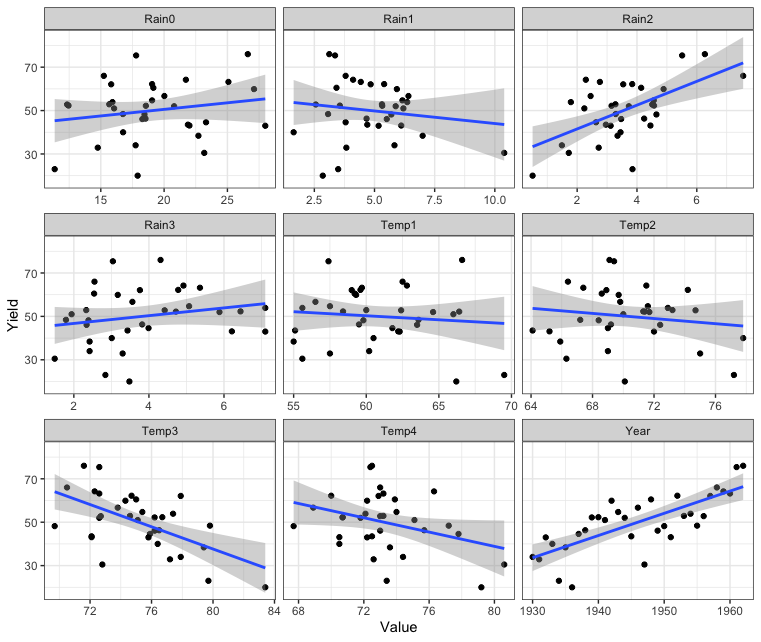 Rain0 Rain1 Rain2
70
50
30
15 20 25 2.5 5.0 7.5 10.0 2 4 6
Rain3 Temp1 Temp2
70
50
30
2 4 6 55 60 65 70 64 68 72 76
Temp3 Temp4 Year
70
50
30
72 76 80 84 68 72 76 80 1930 1940 1950 1960
Value
Yield